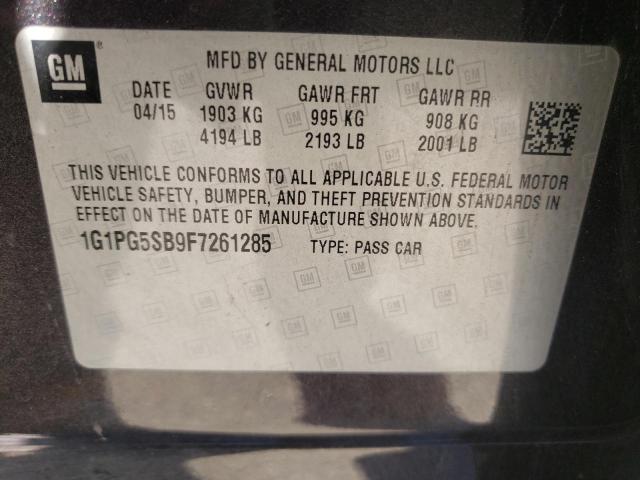 GM ®
MFD BY GENERAL MOTORS LLC
DATE GVWR GAWR FRT GAWR RR
04/15 1903 KG 995 KG 908 KG
4194 LB 2193 LB 2001 LB
THIS VEHICLE CONFORMS TO ALL APPLICABLE U.S. FEDERAL MOTOR
VEHICLE SAFETY, BUMPER, AND THEFT PREVENTION STANDARDS IN
EFFECT ON THE DATE OF MANUFACTURE SHOWN ABOVE.
1G1PG5SB9F7261285 TYPE: PASS CAR